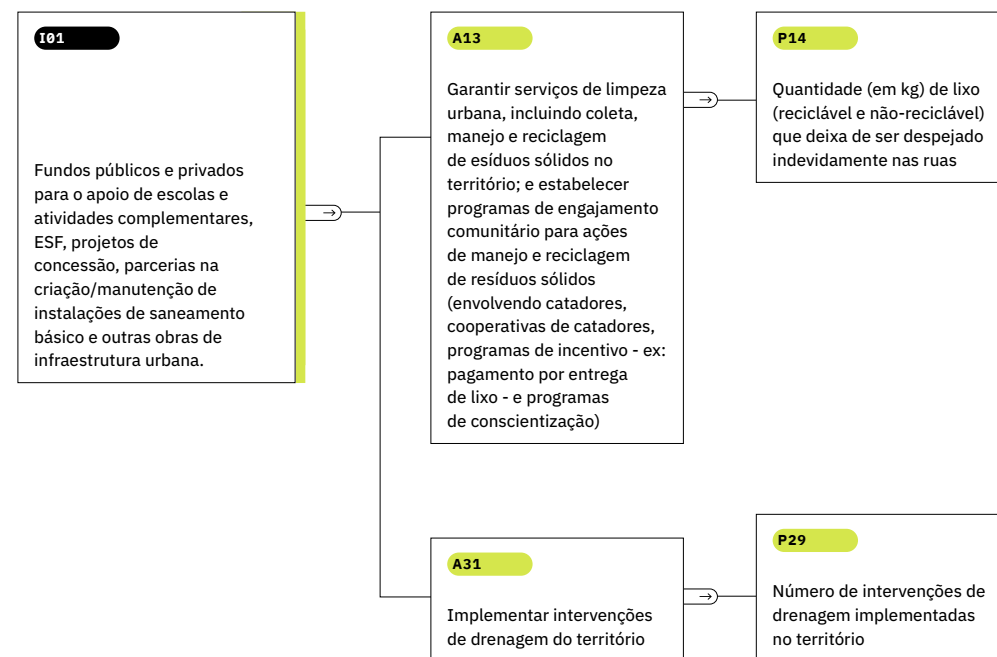 I01
Fundos públicos e privados
para o apoio de escolas e
atividades complementares,
ESF, projetos de
concessão, parcerias na
criação/manutenção de
instalações de saneamento
básico e outras obras de
infraestrutura urbana.
A13
Garantir serviços de limpeza
urbana, incluindo coleta,
manejo e reciclagem
de esíduos sólidos no
território; e estabelecer
programas de engajamento
comunitário para ações
de manejo e reciclagem
de resíduos sólidos
(envolvendo catadores,
cooperativas de catadores,
programas de incentivo - ex:
pagamento por entrega
de lixo - e programas
de conscientização)
P14
Quantidade (em kg) de lixo
(reciclável e não-reciclável)
que deixa de ser despejado
indevidamente nas ruas
A31
Implementar intervenções
de drenagem do território
P29
Número de intervenções de
drenagem implementadas
no território